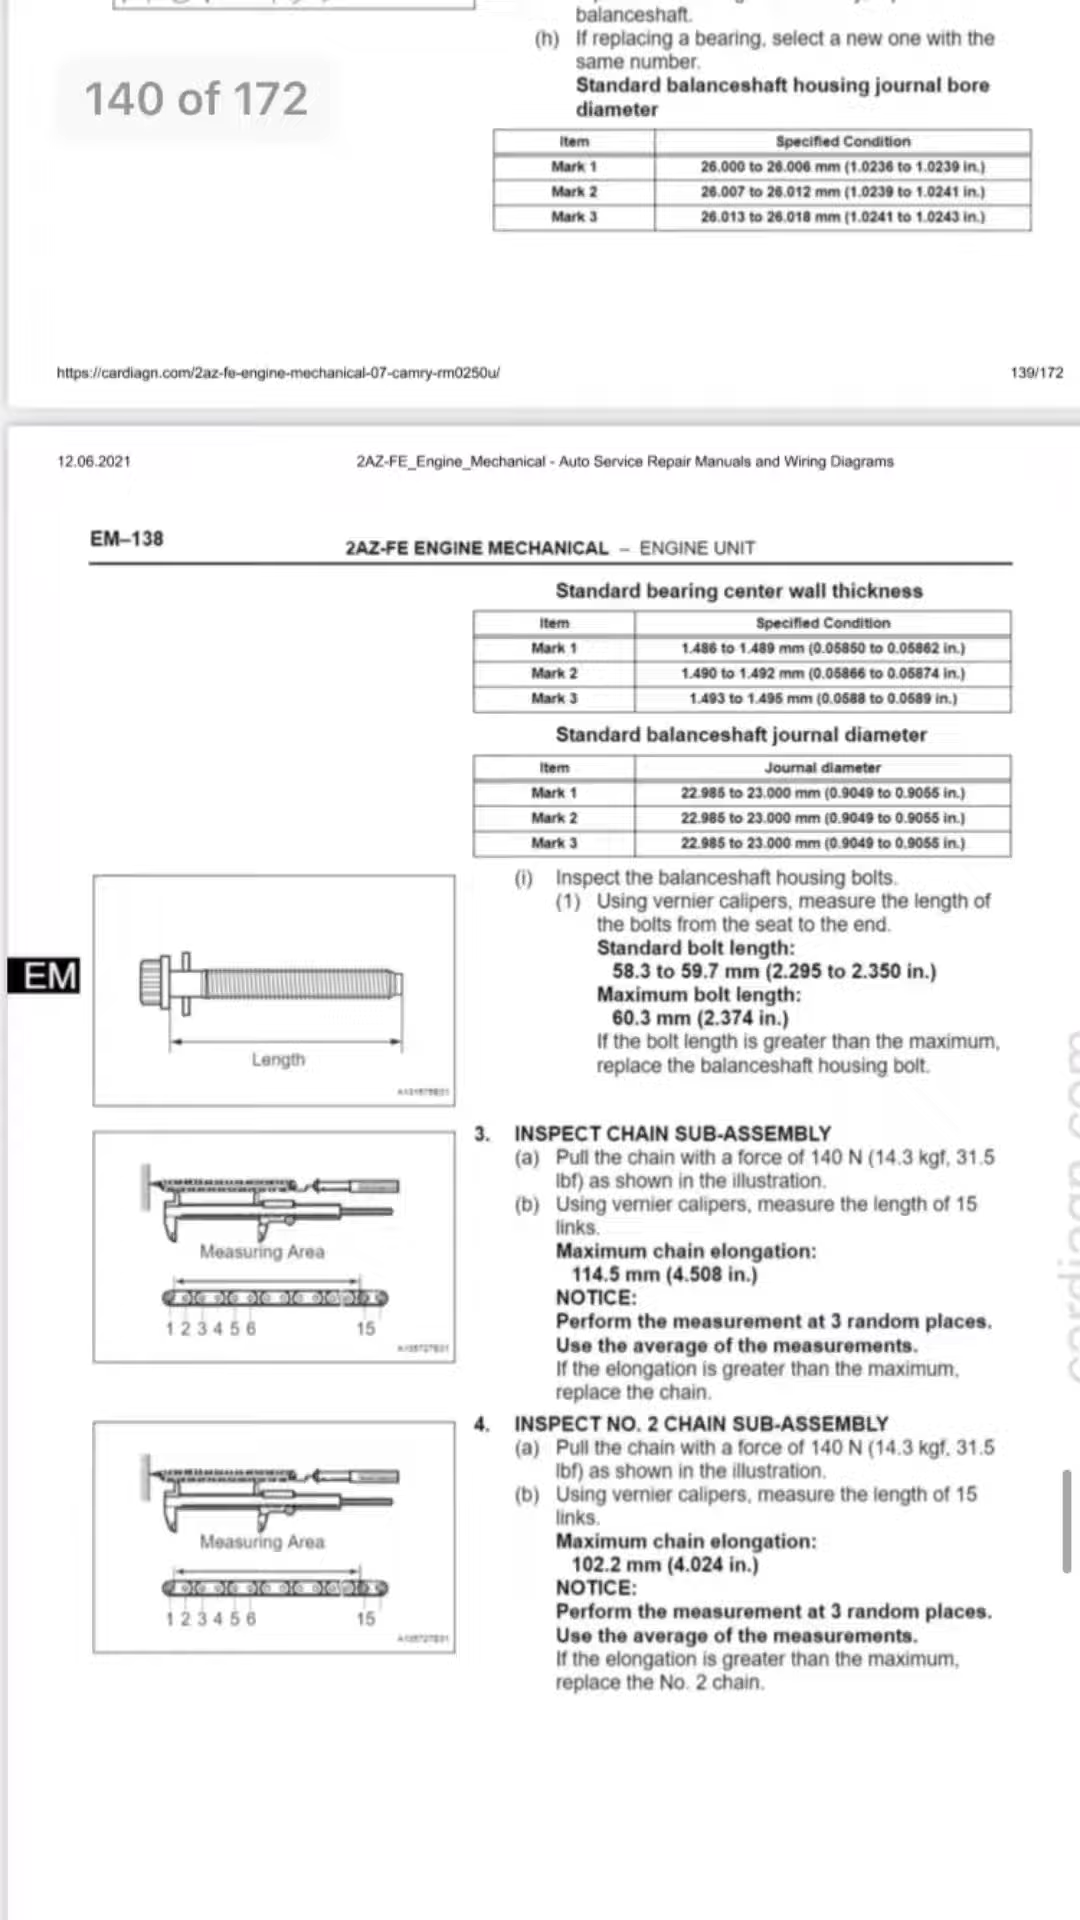 balanceshaft.
(h) If replacing a bearing, select a new one with the
same number.
Standard balanceshaft housing journal bore
diameter
140 of 172
Item Specified Condition
Mark 1 26.000 to 26.006 mm (1.0236 to 1.0239 in.)
Mark 2 26.007 to 26.012 mm (1.0239 to 1.0241 in.)
Mark 3 26.013 to 26.018 mm (1.0241 to 1.0243 in.)
https://cardiagn.com/2az-fe-engine-mechanical-07-camry-rm0250u/ 139/172
12.06.2021 2AZ-FE_Engine_Mechanical - Auto Service Repair Manuals and Wiring Diagrams
EM–138 2AZ-FE ENGINE MECHANICAL – ENGINE UNIT
Standard bearing center wall thickness
Item Specified Condition
Mark 1 1.486 to 1.489 mm (0.05850 to 0.05862 in.)
Mark 2 1.490 to 1.492 mm (0.05866 to 0.05874 in.)
Mark 3 1.493 to 1.495 mm (0.0588 to 0.0589 in.)
Standard balanceshaft journal diameter
Item Journal diameter
Mark 1 22.985 to 23.000 mm (0.9049 to 0.9055 in.)
Mark 2 22.985 to 23.000 mm (0.9049 to 0.9055 in.)
Mark 3 22.985 to 23.000 mm (0.9049 to 0.9055 in.)
(i) Inspect the balanceshaft housing bolts.
(1) Using vernier calipers, measure the length of
the bolts from the seat to the end.
Standard bolt length:
58.3 to 59.7 mm (2.295 to 2.350 in.)
Maximum bolt length:
60.3 mm (2.374 in.)
If the bolt length is greater than the maximum,
replace the balanceshaft housing bolt.
EM
Length
3. INSPECT CHAIN SUB-ASSEMBLY
(a) Pull the chain with a force of 140 N (14.3 kgf, 31.5
lbf) as shown in the illustration.
(b) Using vernier calipers, measure the length of 15
links.
Maximum chain elongation:
114.5 mm (4.508 in.)
NOTICE:
Perform the measurement at 3 random places.
Use the average of the measurements.
If the elongation is greater than the maximum,
replace the chain.
Measuring Area
1 2 3 4 5 6 15
4. INSPECT NO. 2 CHAIN SUB-ASSEMBLY
(a) Pull the chain with a force of 140 N (14.3 kgf, 31.5
lbf) as shown in the illustration.
(b) Using vernier calipers, measure the length of 15
links.
Maximum chain elongation:
102.2 mm (4.024 in.)
NOTICE:
Perform the measurement at 3 random places.
Use the average of the measurements.
If the elongation is greater than the maximum,
replace the No. 2 chain.
Measuring Area
1 2 3 4 5 6 15